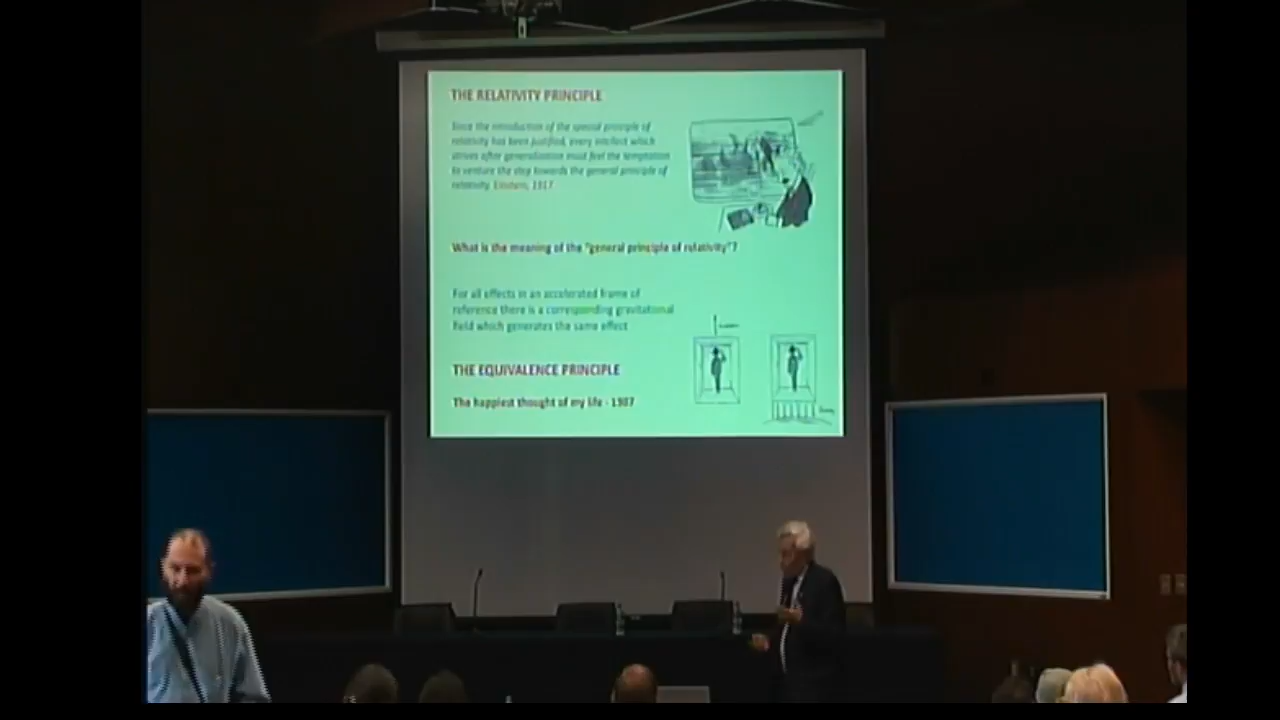 THE RELATIVITY PRINCIPLE
Since the introduction of the special principle of
relativity has been justified, every intellect which
strives after generalization must feel the temptation
to venture the step towards the general principle of
relativity. Einstein, 1917
What is the meaning of the "general principle of relativity"?
For all effects in an accelerated frame of
reference there is a corresponding gravitational
field which generates the same effect
THE EQUIVALENCE PRINCIPLE
The happiest thought of my life - 1907